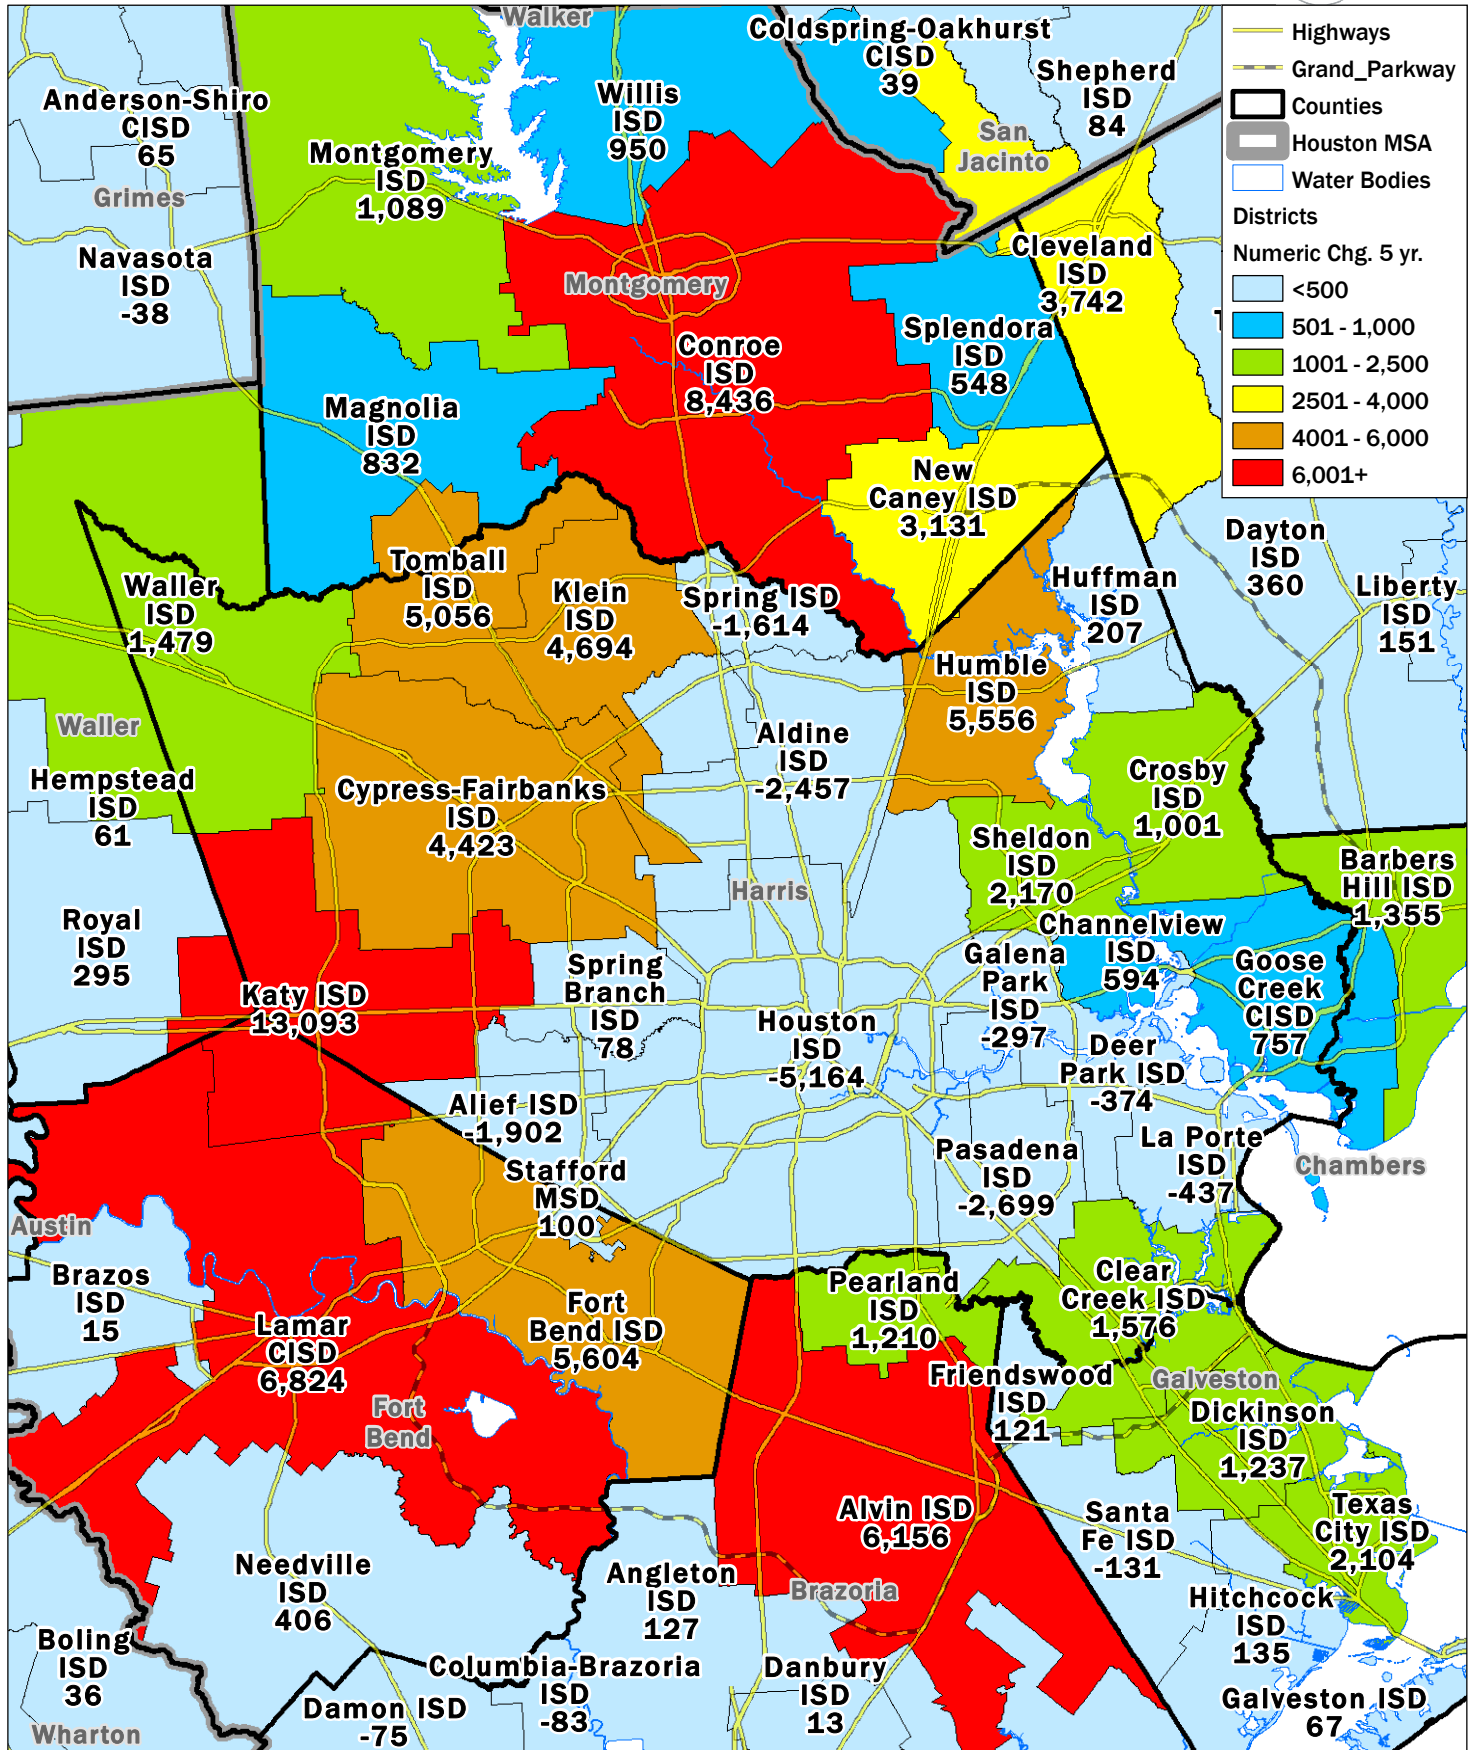 Walker
Coldspring-Oakhurst
CISD
39
Shepherd
ISD
84
Highways
Grand_Parkway
Counties
Houston MSA
Water Bodies
Districts
Numeric Chg. 5 yr.
<500
501 - 1,000
1001 - 2,500
2501 - 4,000
4001 - 6,000
6,001+
Anderson-Shiro
CISD
65
Willis
ISD
950
San
Jacinto
Montgomery
ISD
1,089
Grimes
Navasota
ISD
-38
Montgomery
Cleveland
ISD
3,742
Conroe
ISD
8,436
Splendora
ISD
548
Magnolia
ISD
832
New
Caney ISD
3,131
Dayton
ISD
360
Tomball
ISD
5,056
Klein
ISD
4,694
Spring ISD
-1,614
Huffman
ISD
207
Liberty
ISD
151
Waller
ISD
1,479
Humble
ISD
5,556
Waller
Aldine
ISD
-2,457
Hempstead
ISD
61
Cypress-Fairbanks
ISD
4,423
Crosby
ISD
1,001
Sheldon
ISD
2,170
Harris
Barbers
Hill ISD
1,355
Royal
ISD
295
Channelview
ISD
594
Galena
Park
ISD
-297
Goose
Creek
CISD
757
Katy ISD
13,093
Spring
Branch
ISD
78
Houston
ISD
-5,164
Deer
Park ISD
-374
Alief ISD
-1,902
Stafford
MSD
100
Pasadena
ISD
-2,699
La Porte
ISD
-437
Chambers
Austin
Brazos
ISD
15
Lamar
CISD
6,824
Fort
Bend ISD
5,604
Pearland
ISD
1,210
Clear
Creek ISD
1,576
Friendswood
ISD
121
Galveston
Fort
Bend
Dickinson
ISD
1,237
Alvin ISD
6,156
Santa
Fe ISD
-131
Texas
City ISD
2,104
Needville
ISD
406
Angleton
ISD
127
Brazoria
Hitchcock
ISD
135
Boling
ISD
36
Columbia-Brazoria
ISD
-83
Danbury
ISD
13
Damon ISD
-75
Galveston ISD
67
Wharton